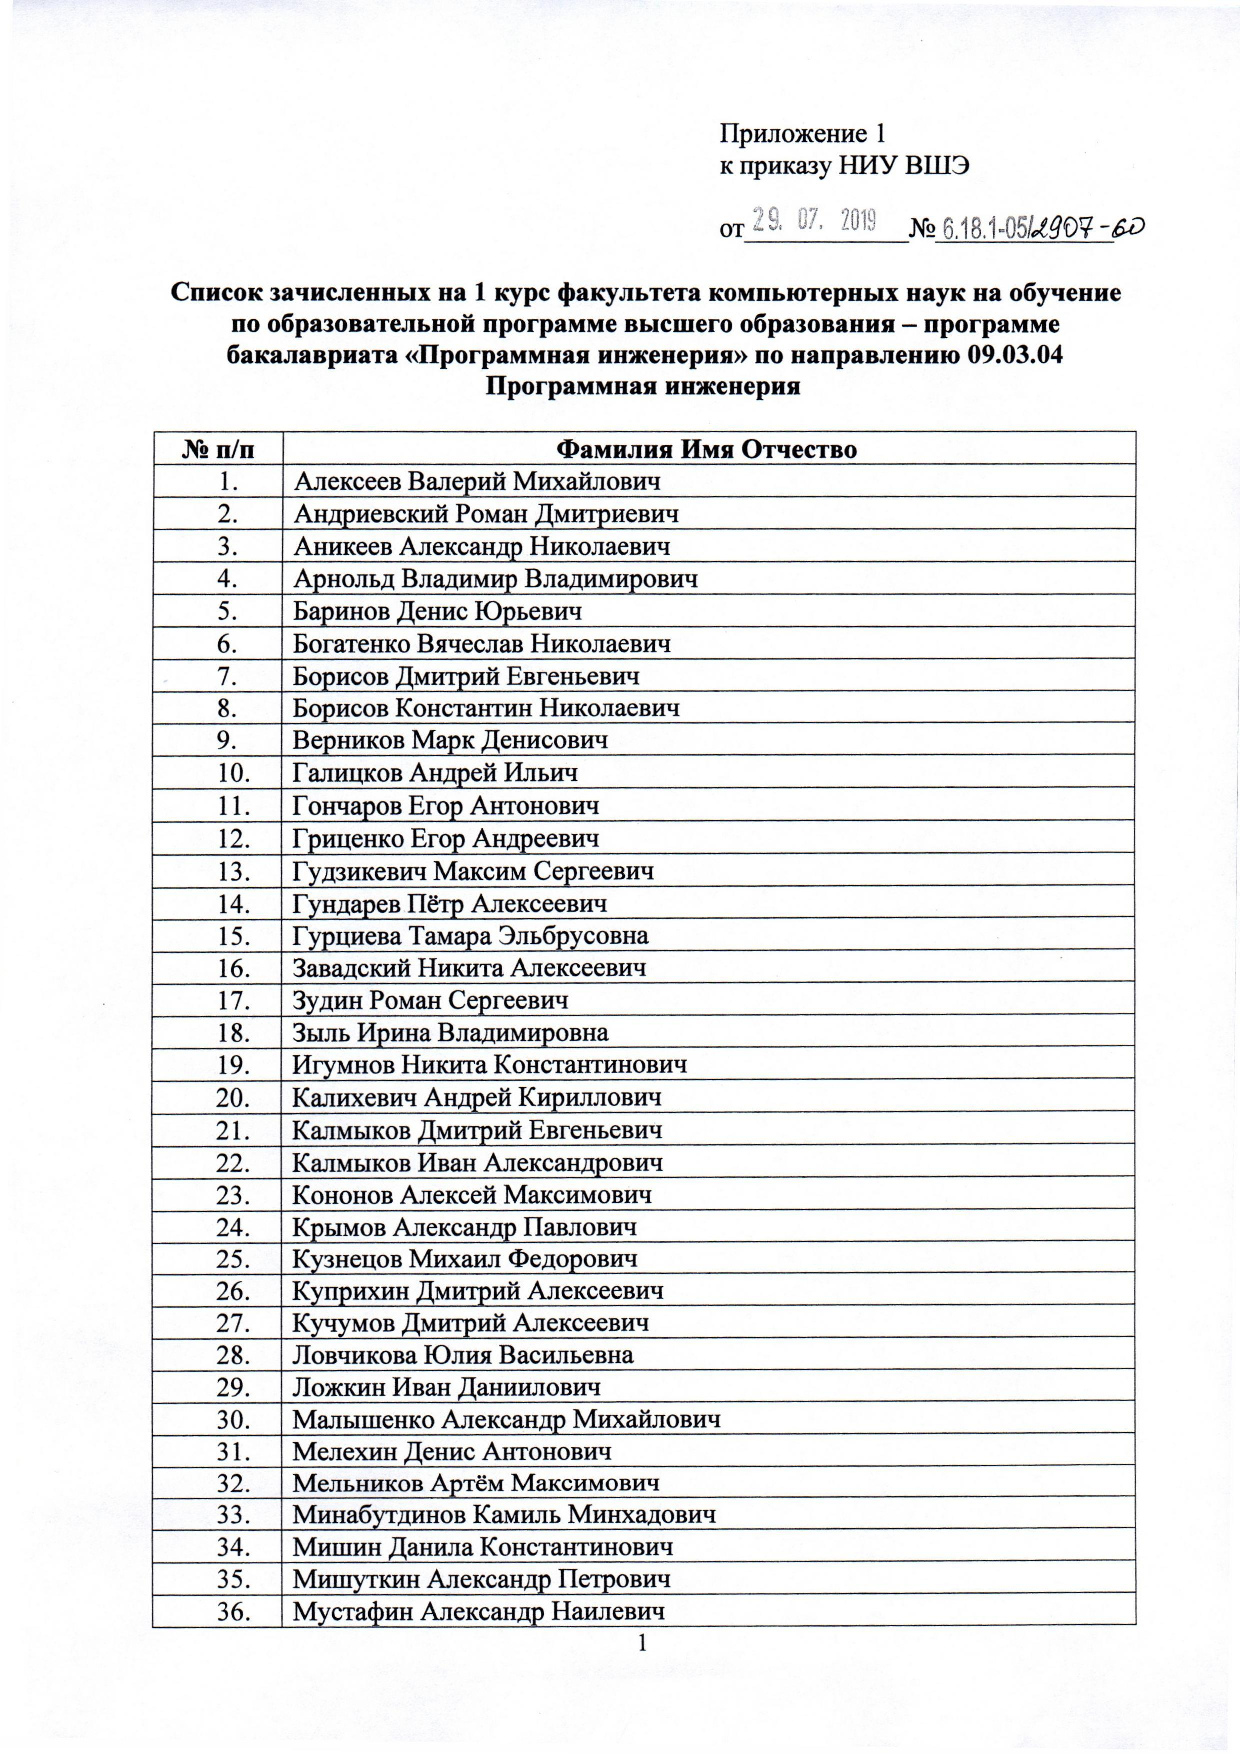 Приложение 1
к приказу НИУ ВШЭ
от 29. 07. 2019 № 6.18.1-05/2907-60
Список зачисленных на 1 курс факультета компьютерных наук на обучение
по образовательной программе высшего образования – программе
бакалавриата «Программная инженерия» по направлению 09.03.04
Программная инженерия
№ п/п Фамилия Имя Отчество
1. Алексеев Валерий Михайлович
2. Андриевский Роман Дмитриевич
3. Аникеев Александр Николаевич
4. Арнольд Владимир Владимирович
5. Баринов Денис Юрьевич
6. Богатенко Вячеслав Николаевич
7. Борисов Дмитрий Евгеньевич
8. Борисов Константин Николаевич
9. Верников Марк Денисович
10. Галицков Андрей Ильич
11. Гончаров Егор Антонович
12. Гриценко Егор Андреевич
13. Гудзикевич Максим Сергеевич
14. Гундарев Пётр Алексеевич
15. Гурциева Тамара Эльбрусовна
16. Завадский Никита Алексеевич
17. Зудин Роман Сергеевич
18. Зыль Ирина Владимировна
19. Игумнов Никита Константинович
20. Калихевич Андрей Кириллович
21. Калмыков Дмитрий Евгеньевич
22. Калмыков Иван Александрович
23. Кононов Алексей Максимович
24. Крымов Александр Павлович
25. Кузнецов Михаил Федорович
26. Куприхин Дмитрий Алексеевич
27. Кучумов Дмитрий Алексеевич
28. Ловчикова Юлия Васильевна
29. Ложкин Иван Даниилович
30. Малышенко Александр Михайлович
31. Мелехин Денис Антонович
32. Мельников Артём Максимович
33. Минабутдинов Камиль Минхадович
34. Мишин Данила Константинович
35. Мишуткин Александр Петрович
36. Мустафин Александр Наилевич
1